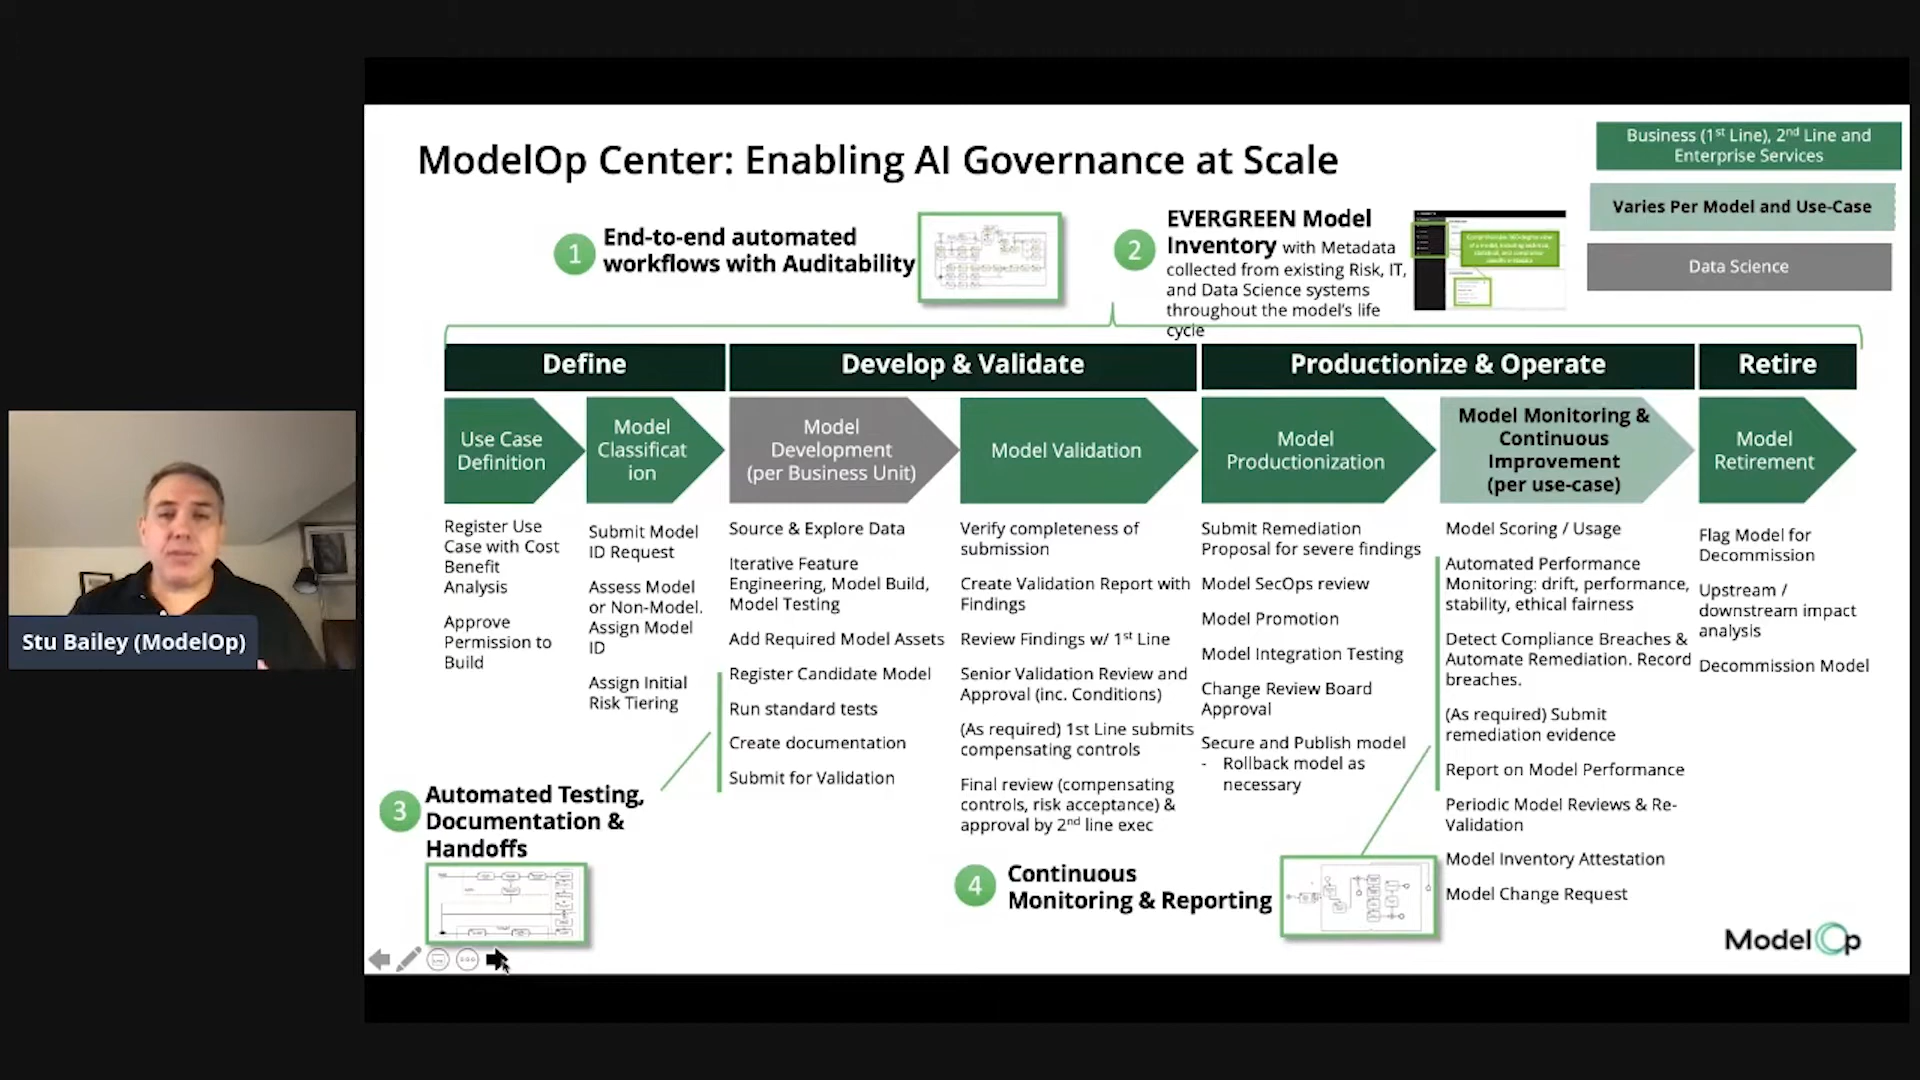 ModelOp Center: Enabling AI Governance at Scale
Business (1st Line), 2nd Line and
Enterprise Services
Varies Per Model and Use-Case
Data Science
1
End-to-end automated
workflows with Auditability
2
EVERGREEN Model
Inventory with Metadata
collected from existing Risk, IT,
and Data Science systems
throughout the model's life
cycle
Define
Develop & Validate
Productionize & Operate
Retire
Use Case
Definition
Model
Classificat
ion
Model
Development
(per Business Unit)
Model Validation
Model
Productionization
Model Monitoring &
Continuous
Improvement
(per use-case)
Model
Retirement
Register Use
Case with Cost
Benefit
Analysis
Approve
Permission to
Build
Submit Model
ID Request
Assess Model
or Non-Model.
Assign Model
ID
Assign Initial
Risk Tiering
Source & Explore Data
Iterative Feature
Engineering, Model Build,
Model Testing
Add Required Model Assets
Register Candidate Model
Run standard tests
Create documentation
Submit for Validation
Verify completeness of
submission
Create Validation Report with
Findings
Review Findings w/ 1st Line
Senior Validation Review and
Approval (inc. Conditions)
(As required) 1st Line submits
compensating controls
Final review (compensating
controls, risk acceptance) &
approval by 2nd line exec
Submit Remediation
Proposal for severe findings
Model SecOps review
Model Promotion
Model Integration Testing
Change Review Board
Approval
Secure and Publish model
- Rollback model as
necessary
Model Scoring / Usage
Automated Performance
Monitoring: drift, performance,
stability, ethical fairness
Detect Compliance Breaches &
Automate Remediation. Record
breaches.
(As required) Submit
remediation evidence
Report on Model Performance
Periodic Model Reviews & Re-
Validation
Model Inventory Attestation
Model Change Request
Flag Model for
Decommission
Upstream /
downstream impact
analysis
Decommission Model
3
Automated Testing,
Documentation &
Handoffs
4
Continuous
Monitoring & Reporting
ModelOp
Stu Bailey (ModelOp)